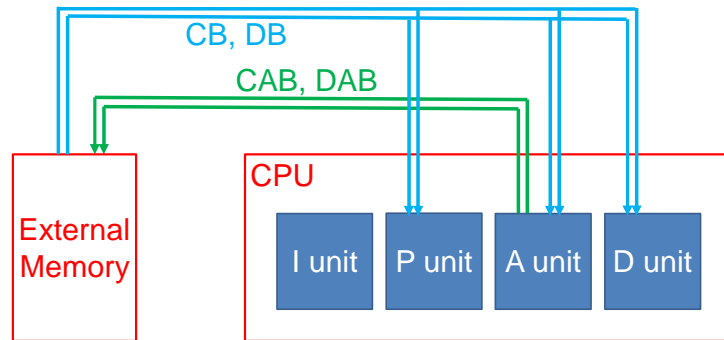 CB, DB
CAB, DAB
CPU
External
Memory
I unit
P unit
A unit
D unit